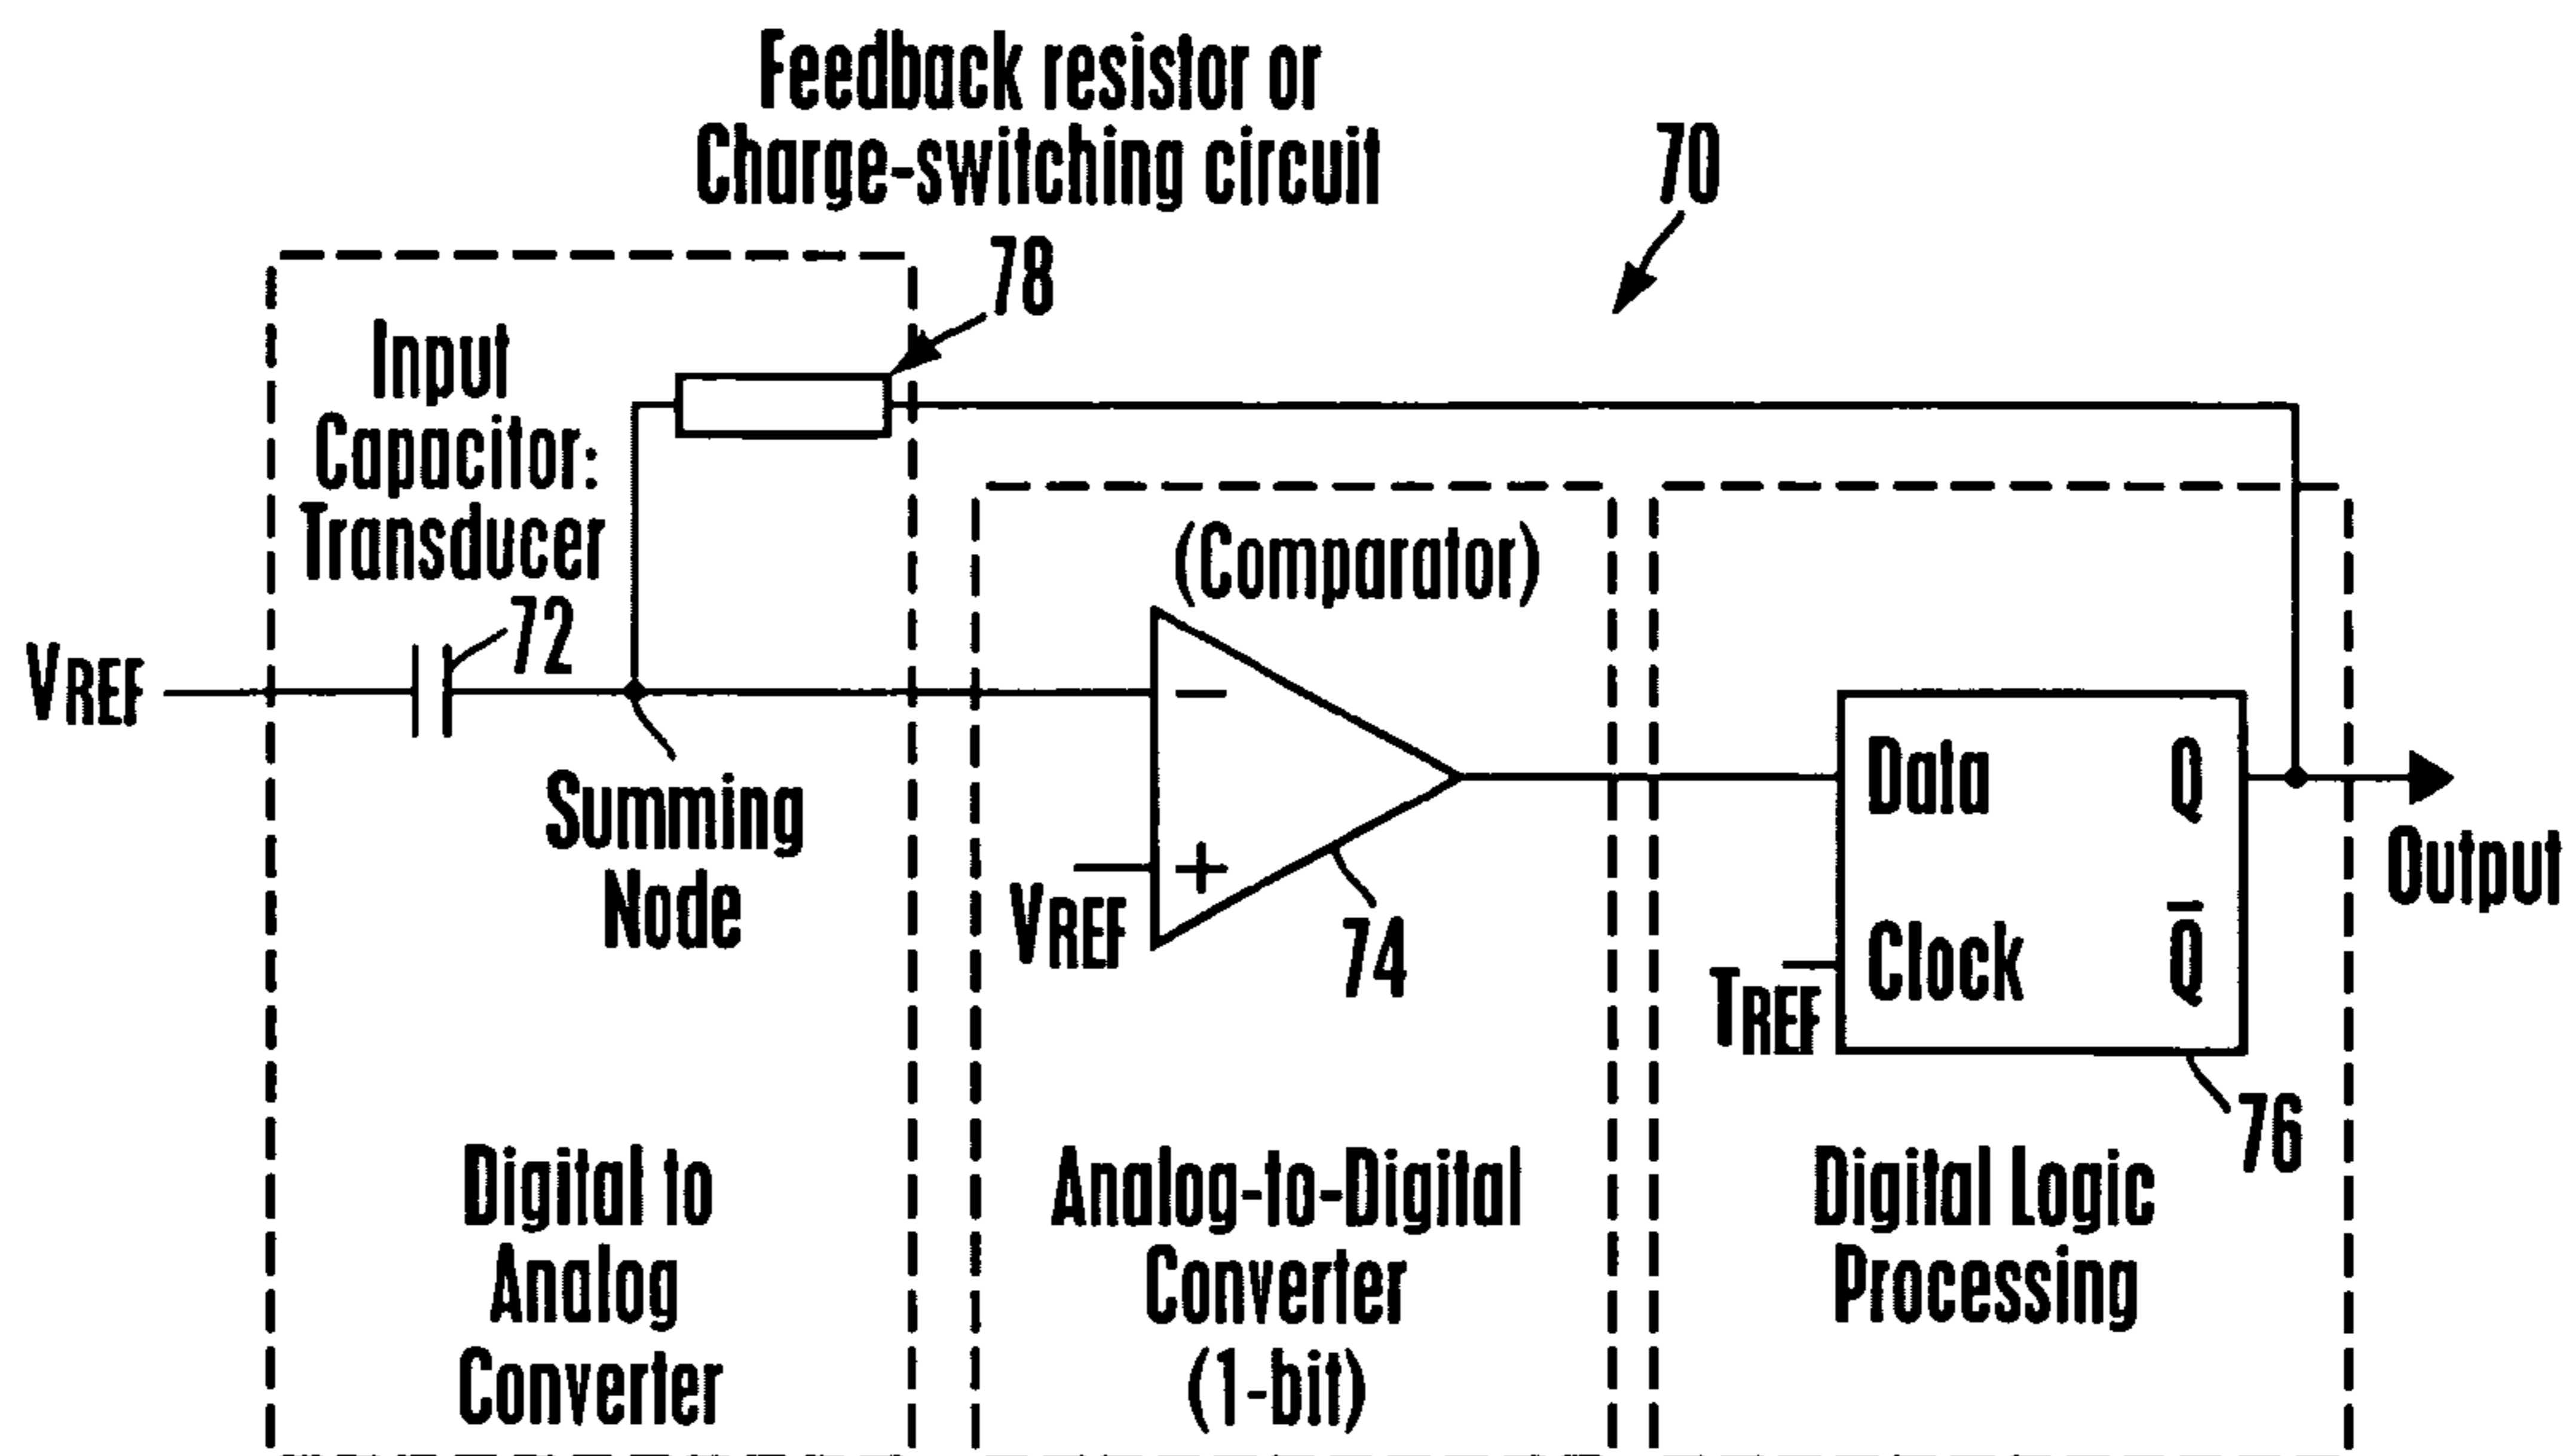 Feedback resistor or
Charge-switching circuit
70
78
Input
Capacitor:
Transducer
72
VREF
Summing
Node
(Comparator)
−
+
VREF
74
Data
Q
Clock
Q̅
TREF
76
Output
Digital to
Analog
Converter
Analog-to-Digital
Converter
(1-bit)
Digital Logic
Processing